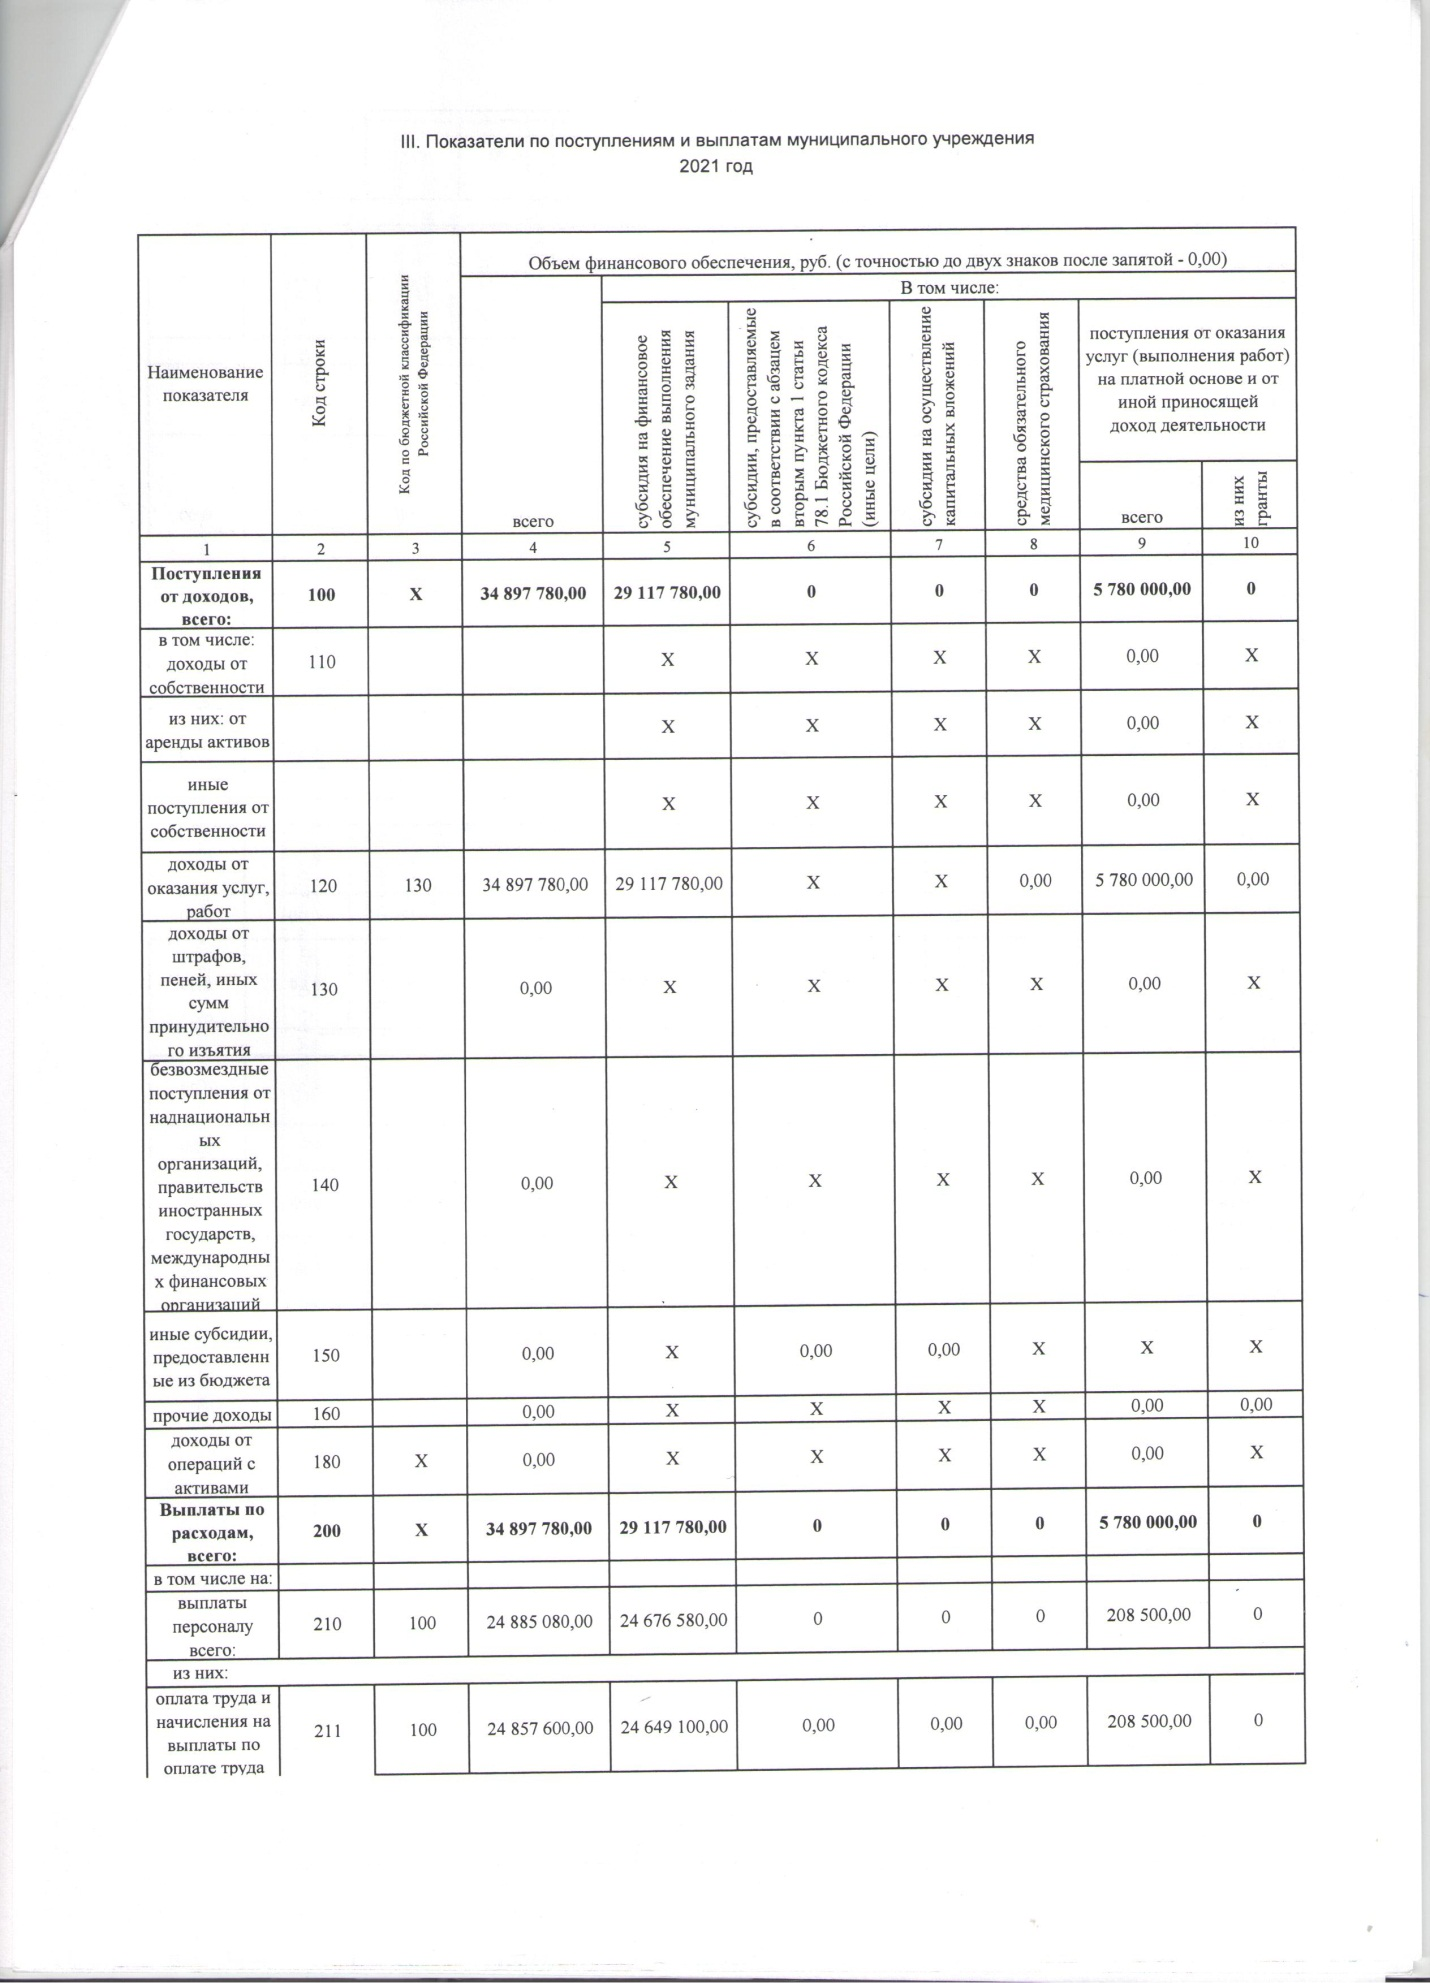 III. Показатели по поступлениям и выплатам муниципального учреждения
2021 год
Наименование показателя
Код строки
Код по бюджетной классификации Российской Федерации
Объем финансового обеспечения, руб. (с точностью до двух знаков после запятой - 0,00)
всего
В том числе:
субсидия на финансовое обеспечение выполнения муниципального задания
субсидии, предоставляемые в соответствии с абзацем вторым пункта 1 статьи 78.1 Бюджетного кодекса Российской Федерации (иные цели)
субсидии на осуществление капитальных вложений
средства обязательного медицинского страхования
поступления от оказания услуг (выполнения работ) на платной основе и от иной приносящей доход деятельности
всего
из них гранты
1 2 3 4 5 6 7 8 9 10
Поступления от доходов, всего: 100 X 34 897 780,00 29 117 780,00 0 0 0 5 780 000,00 0
в том числе: доходы от собственности 110 X X X X 0,00 X
из них: от аренды активов X X X X 0,00 X
иные поступления от собственности X X X X 0,00 X
доходы от оказания услуг, работ 120 130 34 897 780,00 29 117 780,00 X X 0,00 5 780 000,00 0,00
доходы от штрафов, пеней, иных сумм принудительно го изъятия 130 0,00 X X X X 0,00 X
безвозмездные поступления от наднациональн ых организаций, правительств иностранных государств, международны х финансовых организаций 140 0,00 X X X X 0,00 X
иные субсидии, предоставленн ые из бюджета 150 0,00 X 0,00 0,00 X X X
прочие доходы 160 0,00 X X X X 0,00 0,00
доходы от операций с активами 180 X 0,00 X X X X 0,00 X
Выплаты по расходам, всего: 200 X 34 897 780,00 29 117 780,00 0 0 0 5 780 000,00 0
в том числе на:
выплаты персоналу всего: 210 100 24 885 080,00 24 676 580,00 0 0 0 208 500,00 0
из них:
оплата труда и начисления на выплаты по оплате труда 211 100 24 857 600,00 24 649 100,00 0,00 0,00 0,00 208 500,00 0